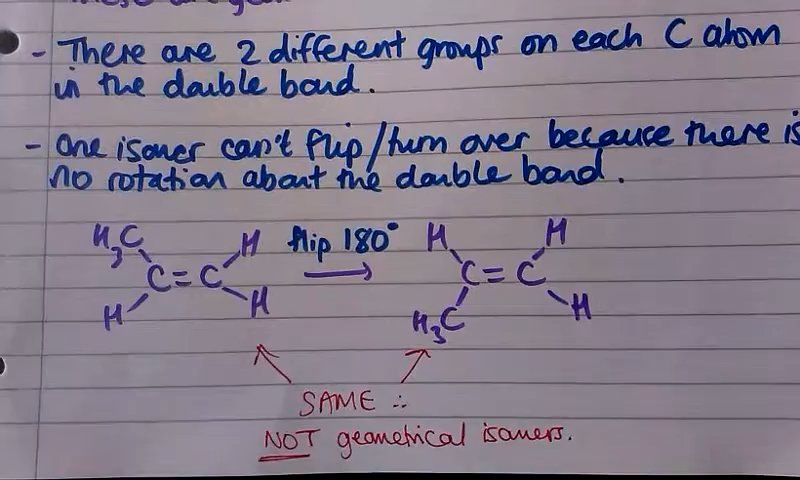 - There are 2 different groups on each C atom
in the double bond.
- One isomer can't flip/turn over because there is
no rotation about the double bond.
H3C H flip 180° H H
C=C → C=C
H H H3C H
SAME ∴
NOT geometrical isomers.